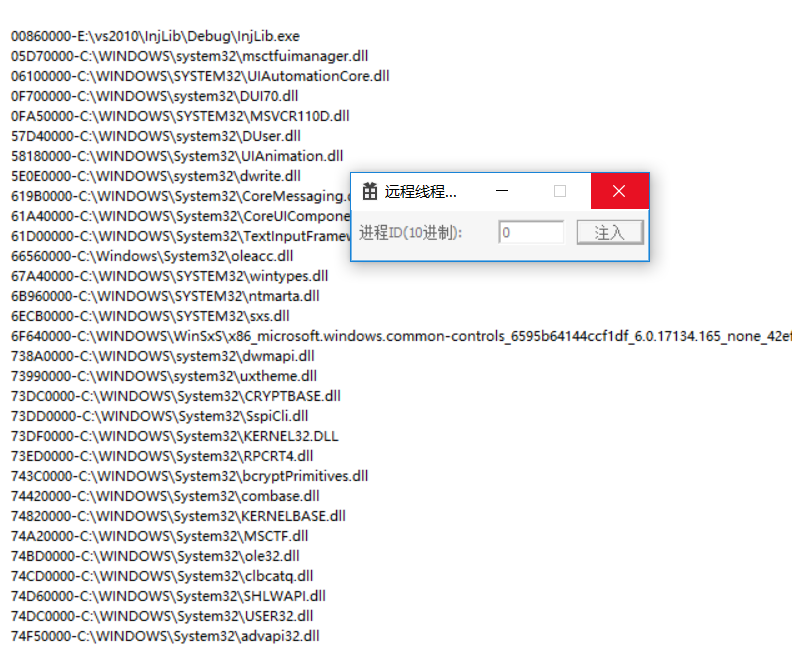 00860000-E:\vs2010\InjLib\Debug\InjLib.exe
05D70000-C:\WINDOWS\system32\msctfuimanager.dll
06100000-C:\WINDOWS\SYSTEM32\UIAutomationCore.dll
0F700000-C:\WINDOWS\system32\DUI70.dll
0FA50000-C:\WINDOWS\SYSTEM32\MSVCR110D.dll
57D40000-C:\WINDOWS\system32\DUser.dll
58180000-C:\WINDOWS\System32\UIAnimation.dll
5E0E0000-C:\WINDOWS\system32\dwrite.dll
619B0000-C:\WINDOWS\System32\CoreMessaging.
61A40000-C:\WINDOWS\System32\CoreUICompone
61D00000-C:\WINDOWS\System32\TextInputFramew
66560000-C:\Windows\System32\oleacc.dll
67A40000-C:\WINDOWS\SYSTEM32\wintypes.dll
6B960000-C:\WINDOWS\SYSTEM32\ntmarta.dll
6ECB0000-C:\WINDOWS\SYSTEM32\sxs.dll
6F640000-C:\WINDOWS\WinSxS\x86_microsoft.windows.common-controls_6595b64144ccf1df_6.0.17134.165_none_42ef
738A0000-C:\WINDOWS\system32\dwmapi.dll
73990000-C:\WINDOWS\system32\uxtheme.dll
73DC0000-C:\WINDOWS\System32\CRYPTBASE.dll
73DD0000-C:\WINDOWS\System32\SspiCli.dll
73DF0000-C:\WINDOWS\System32\KERNEL32.DLL
73ED0000-C:\WINDOWS\System32\RPCRT4.dll
743C0000-C:\WINDOWS\System32\bcryptPrimitives.dll
74420000-C:\WINDOWS\System32\combase.dll
74820000-C:\WINDOWS\System32\KERNELBASE.dll
74A20000-C:\WINDOWS\System32\MSCTF.dll
74BD0000-C:\WINDOWS\System32\ole32.dll
74CD0000-C:\WINDOWS\System32\clbcatq.dll
74D60000-C:\WINDOWS\System32\SHLWAPI.dll
74DC0000-C:\WINDOWS\System32\USER32.dll
74F50000-C:\WINDOWS\System32\advapi32.dll
远程线程...
进程ID(10进制): 0 注入